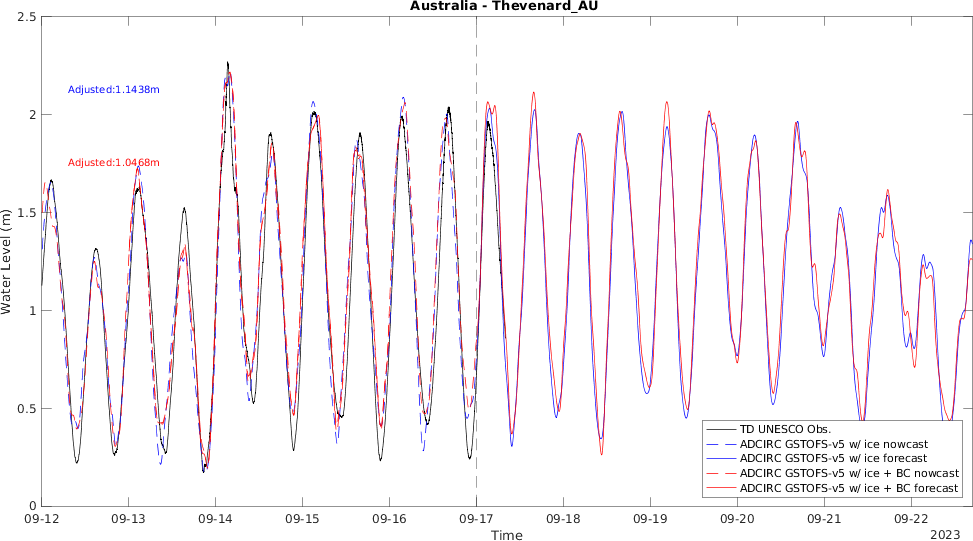 Australia - Thevenard_AU
2.5
2
1.5
1
0.5
0
Water Level (m)
Adjusted:1.1438m
Adjusted:1.0468m
TD UNESCO Obs.
ADCIRC GSTOFS-v5 w/ ice nowcast
ADCIRC GSTOFS-v5 w/ ice forecast
ADCIRC GSTOFS-v5 w/ ice + BC nowcast
ADCIRC GSTOFS-v5 w/ ice + BC forecast
09-12 09-13 09-14 09-15 09-16 09-17 09-18 09-19 09-20 09-21 09-22
Time
2023